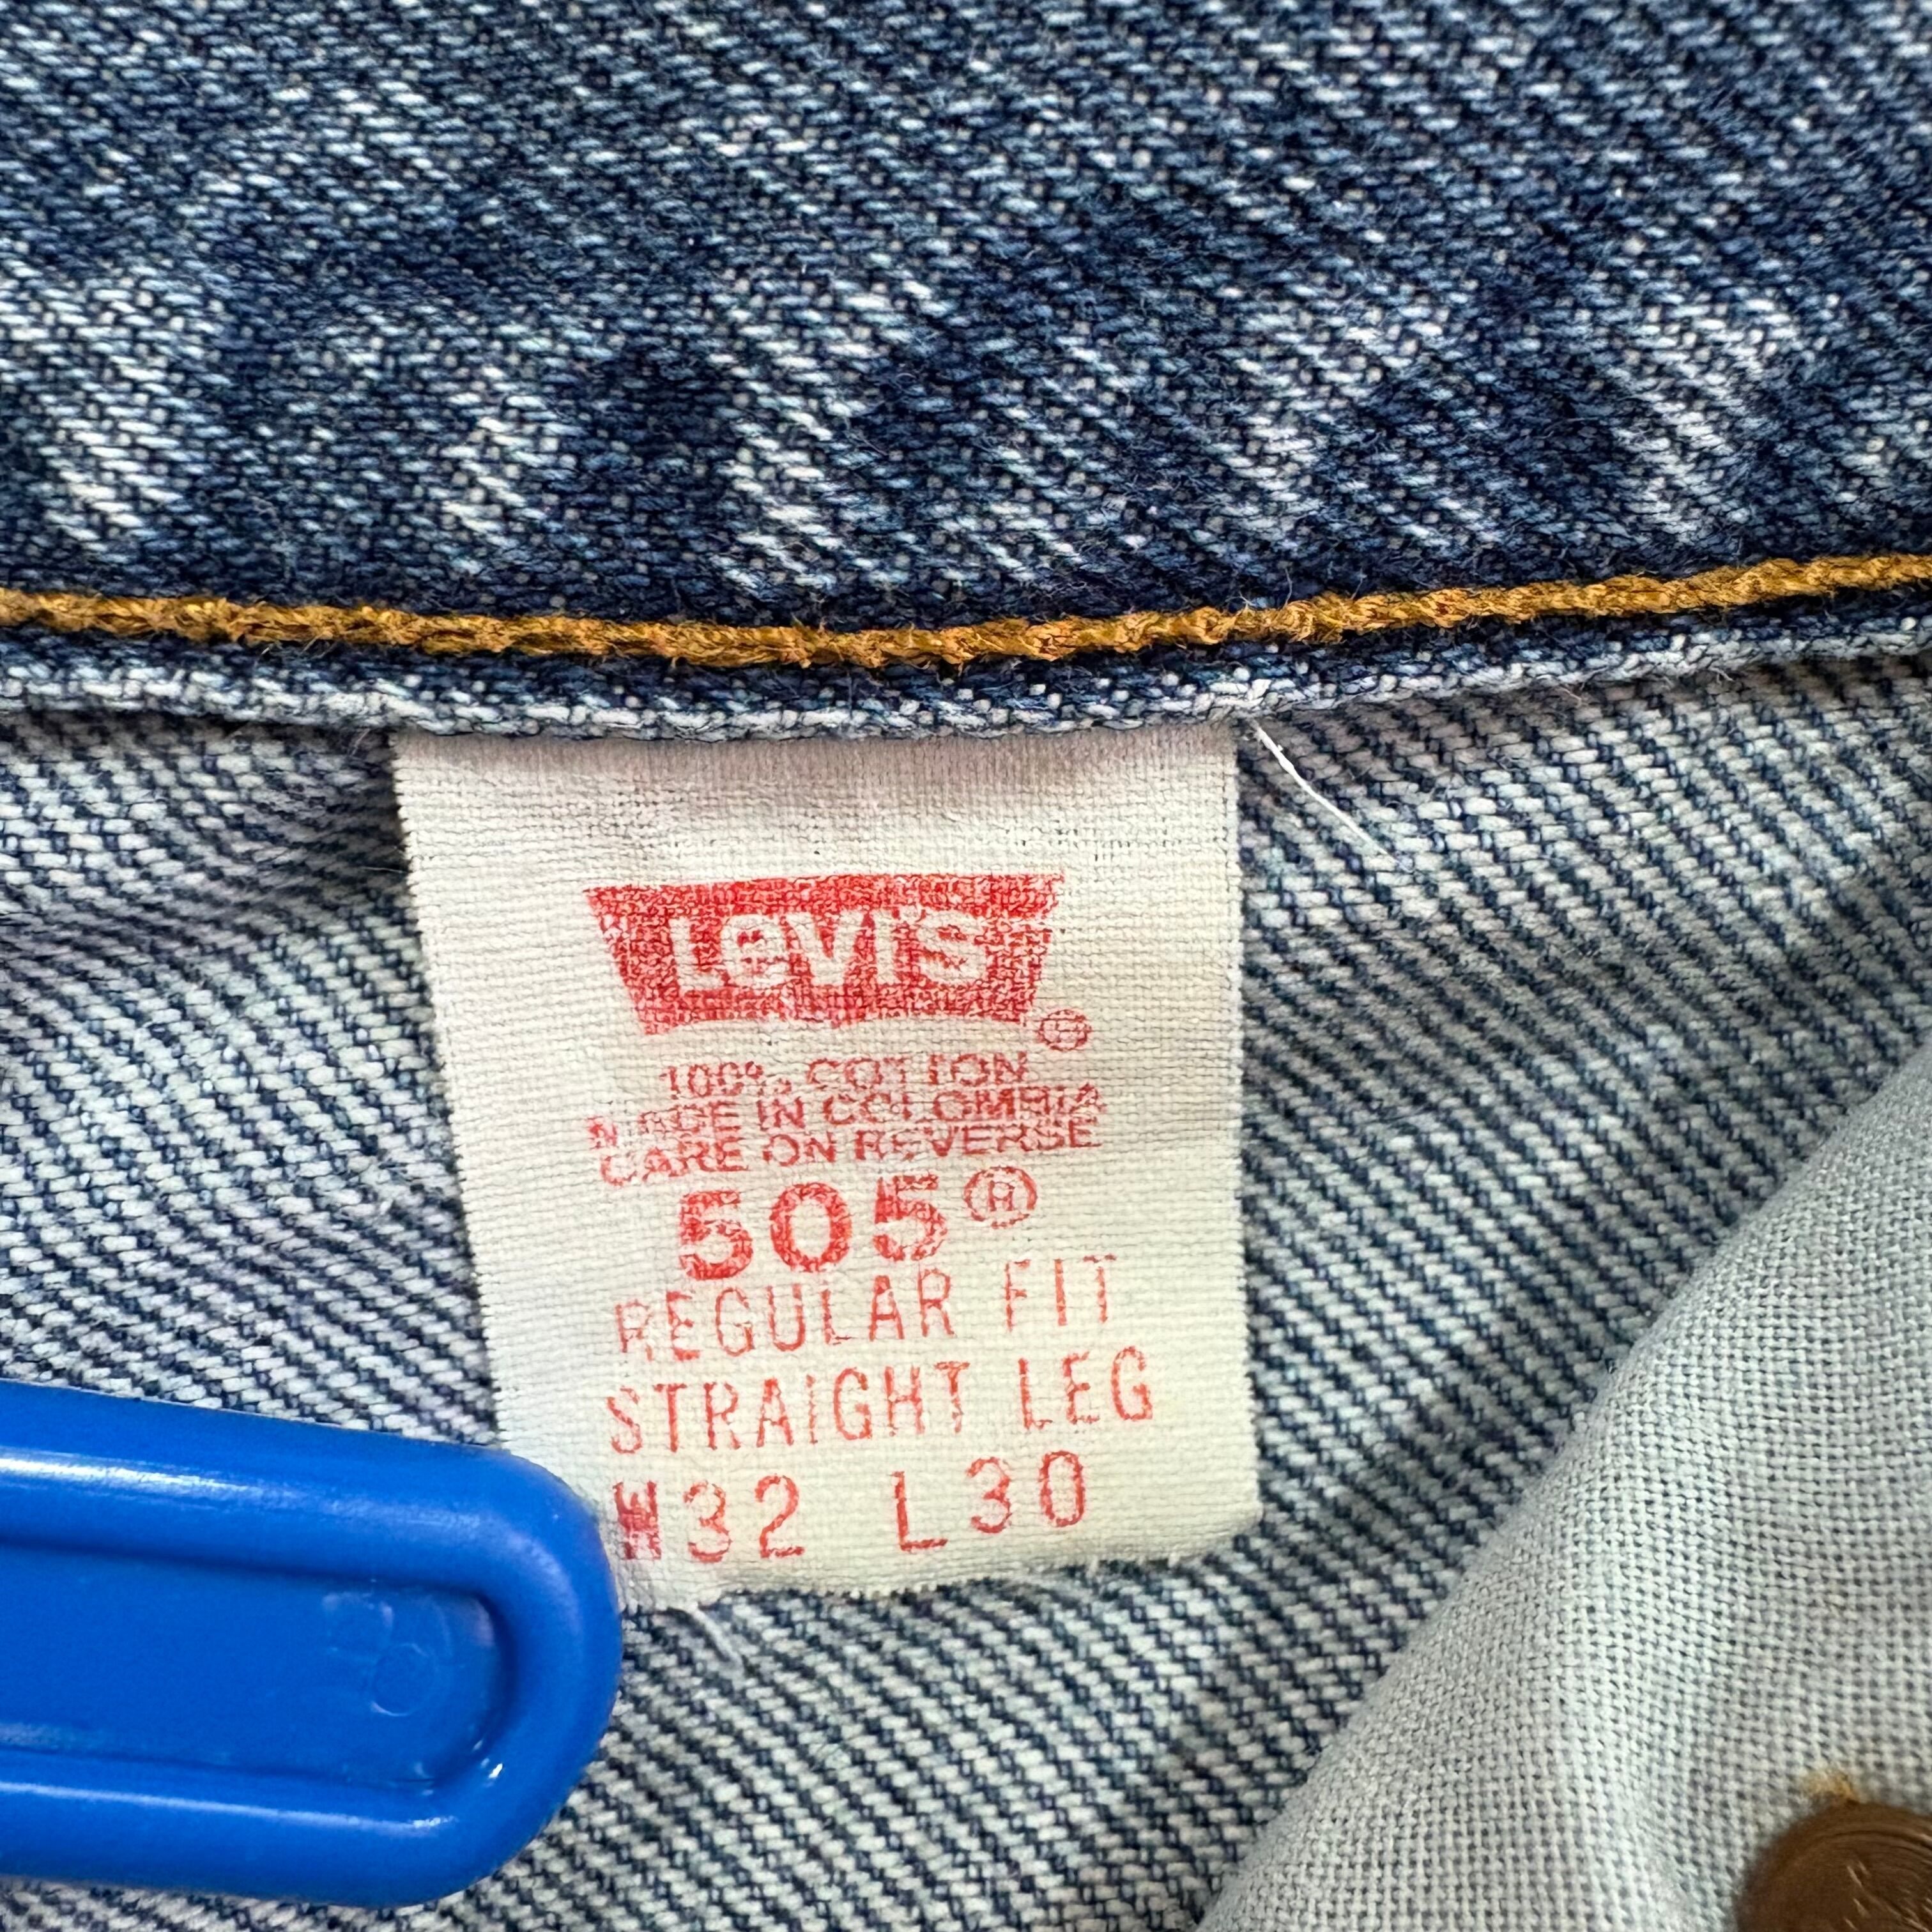 LEVI'S ®
100% COTTON
MADE IN COLOMBIA
CARE ON REVERSE
505®
REGULAR FIT
STRAIGHT LEG
W32 L30